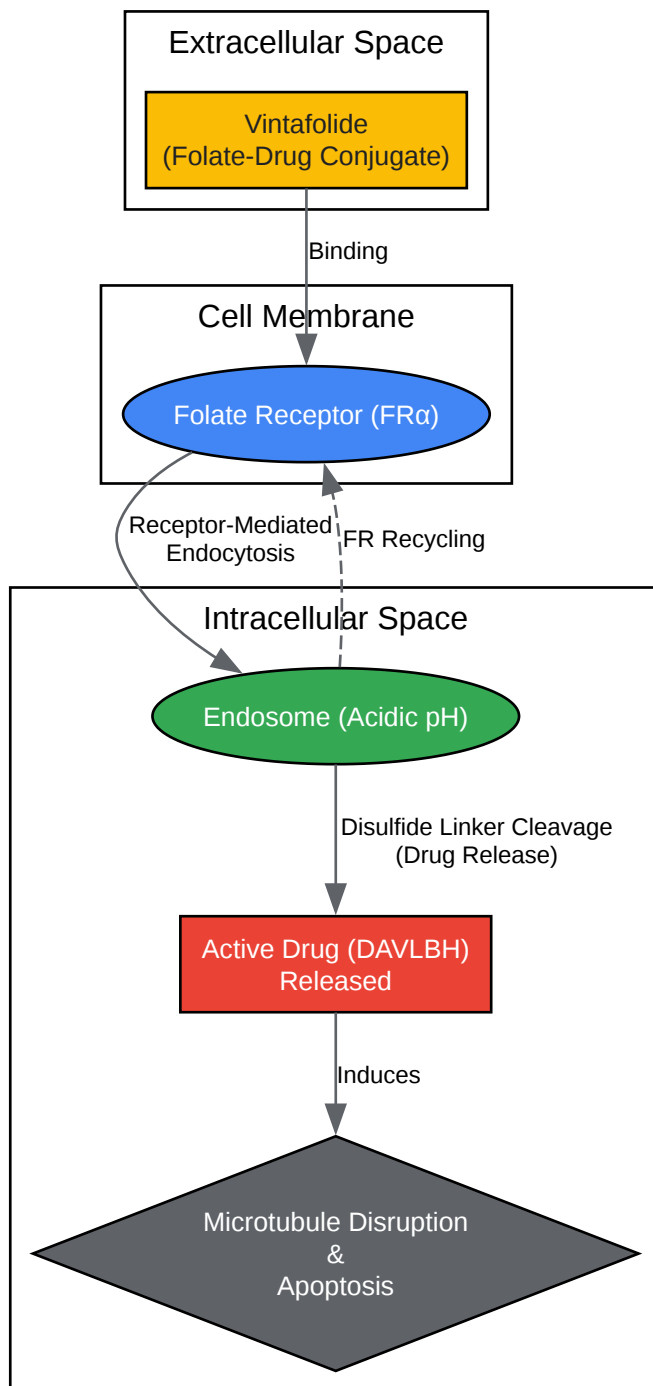 Extracellular Space
Vintafolide
(Folate-Drug Conjugate)
Binding
Cell Membrane
Folate Receptor (FRα)
Receptor-Mediated
Endocytosis
FR Recycling
Intracellular Space
Endosome (Acidic pH)
Disulfide Linker Cleavage
(Drug Release)
Active Drug (DAVLBH)
Released
Induces
Microtubule Disruption
&
Apoptosis